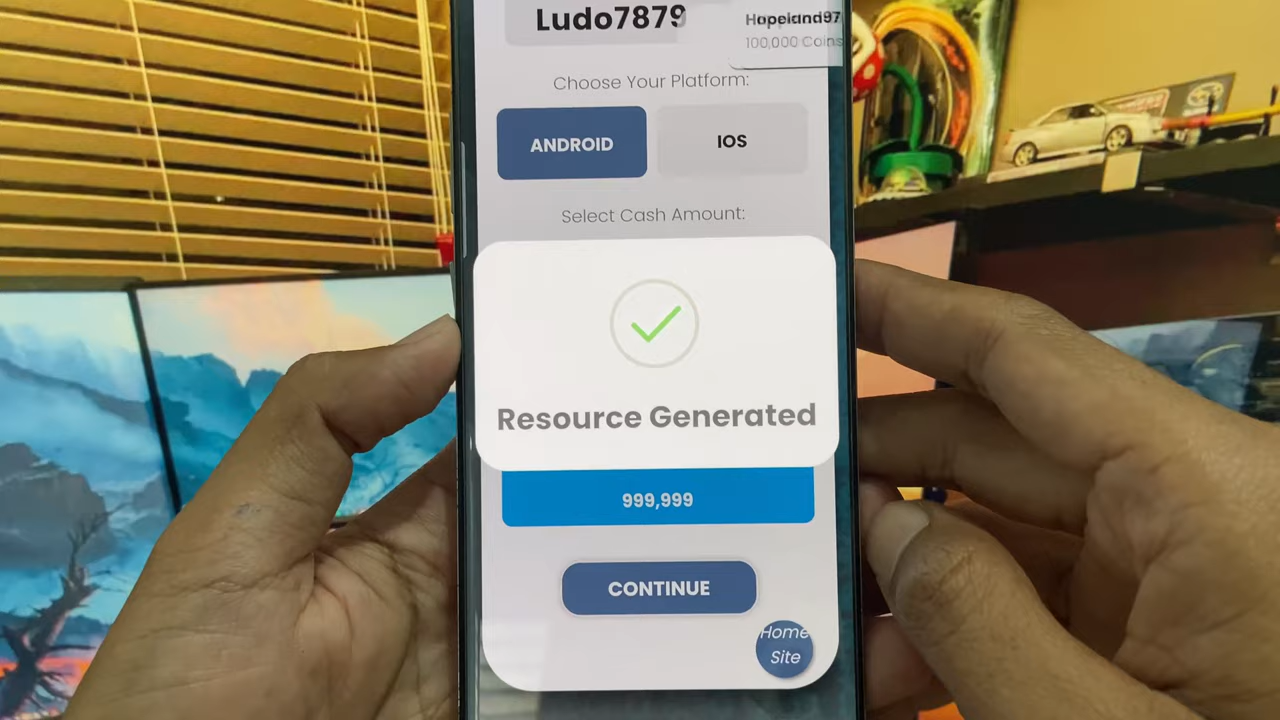 Ludo7879
Hopeland97
100,000 Coins
Choose Your Platform:
ANDROID
IOS
Select Cash Amount:
Resource Generated
999,999
CONTINUE
Home
Site